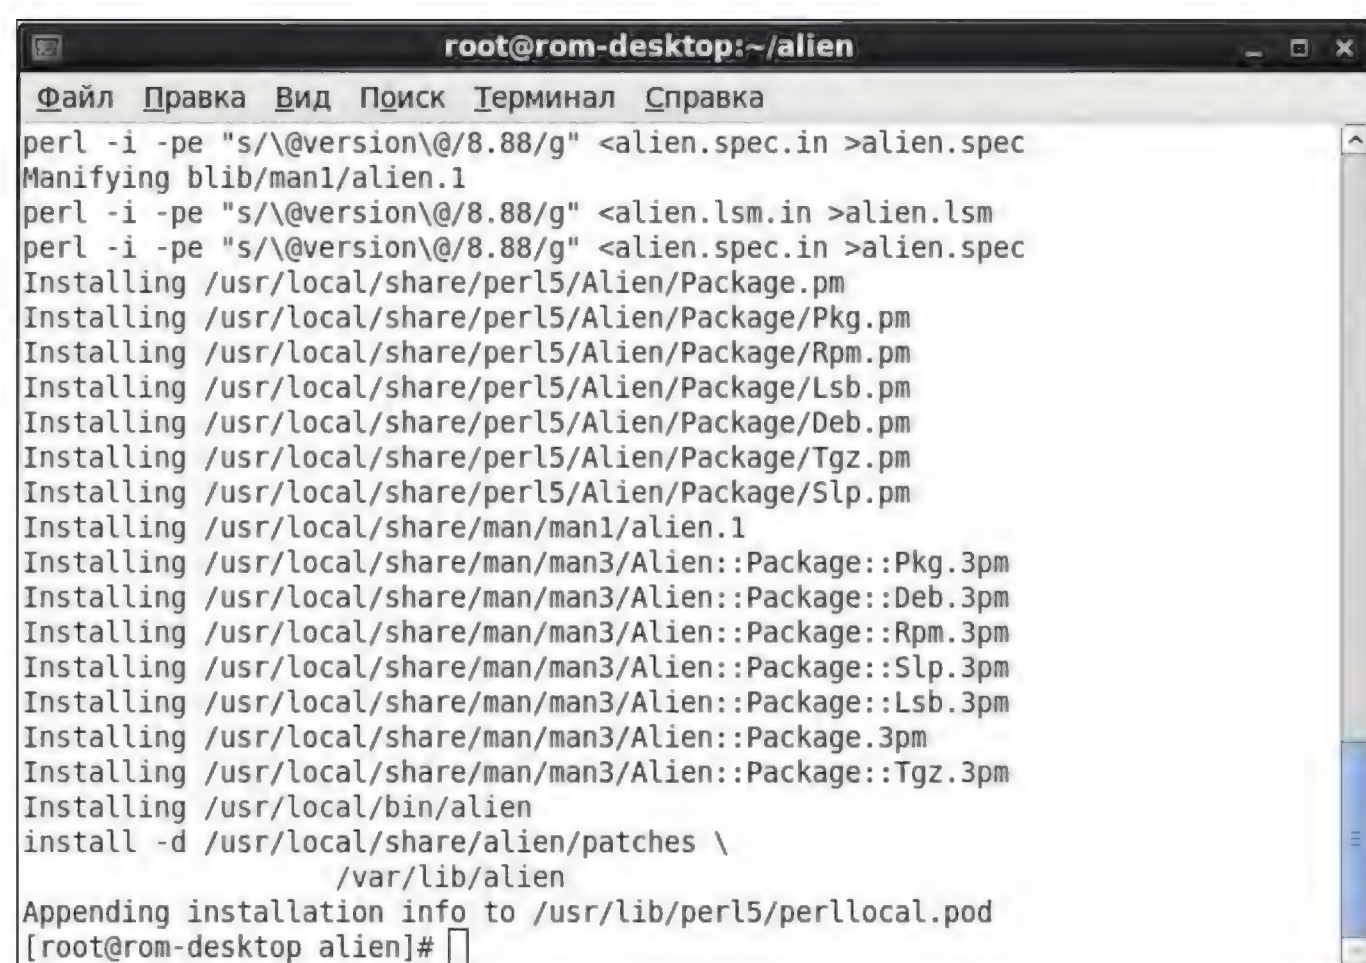 root@rom-desktop:~/alien
Файл Правка Вид Поиск Терминал Справка
perl -i -pe "s/\@version\@/8.88/g" <alien.spec.in >alien.spec
Manifying blib/man1/alien.1
perl -i -pe "s/\@version\@/8.88/g" <alien.lsm.in >alien.lsm
perl -i -pe "s/\@version\@/8.88/g" <alien.spec.in >alien.spec
Installing /usr/local/share/perl5/Alien/Package.pm
Installing /usr/local/share/perl5/Alien/Package/Pkg.pm
Installing /usr/local/share/perl5/Alien/Package/Rpm.pm
Installing /usr/local/share/perl5/Alien/Package/Lsb.pm
Installing /usr/local/share/perl5/Alien/Package/Deb.pm
Installing /usr/local/share/perl5/Alien/Package/Tgz.pm
Installing /usr/local/share/perl5/Alien/Package/Slp.pm
Installing /usr/local/share/man/man1/alien.1
Installing /usr/local/share/man/man3/Alien::Package::Pkg.3pm
Installing /usr/local/share/man/man3/Alien::Package::Deb.3pm
Installing /usr/local/share/man/man3/Alien::Package::Rpm.3pm
Installing /usr/local/share/man/man3/Alien::Package::Slp.3pm
Installing /usr/local/share/man/man3/Alien::Package::Lsb.3pm
Installing /usr/local/share/man/man3/Alien::Package.3pm
Installing /usr/local/share/man/man3/Alien::Package::Tgz.3pm
Installing /usr/local/bin/alien
install -d /usr/local/share/alien/patches \
/var/lib/alien
Appending installation info to /usr/lib/perl5/perllocal.pod
[root@rom-desktop alien]#